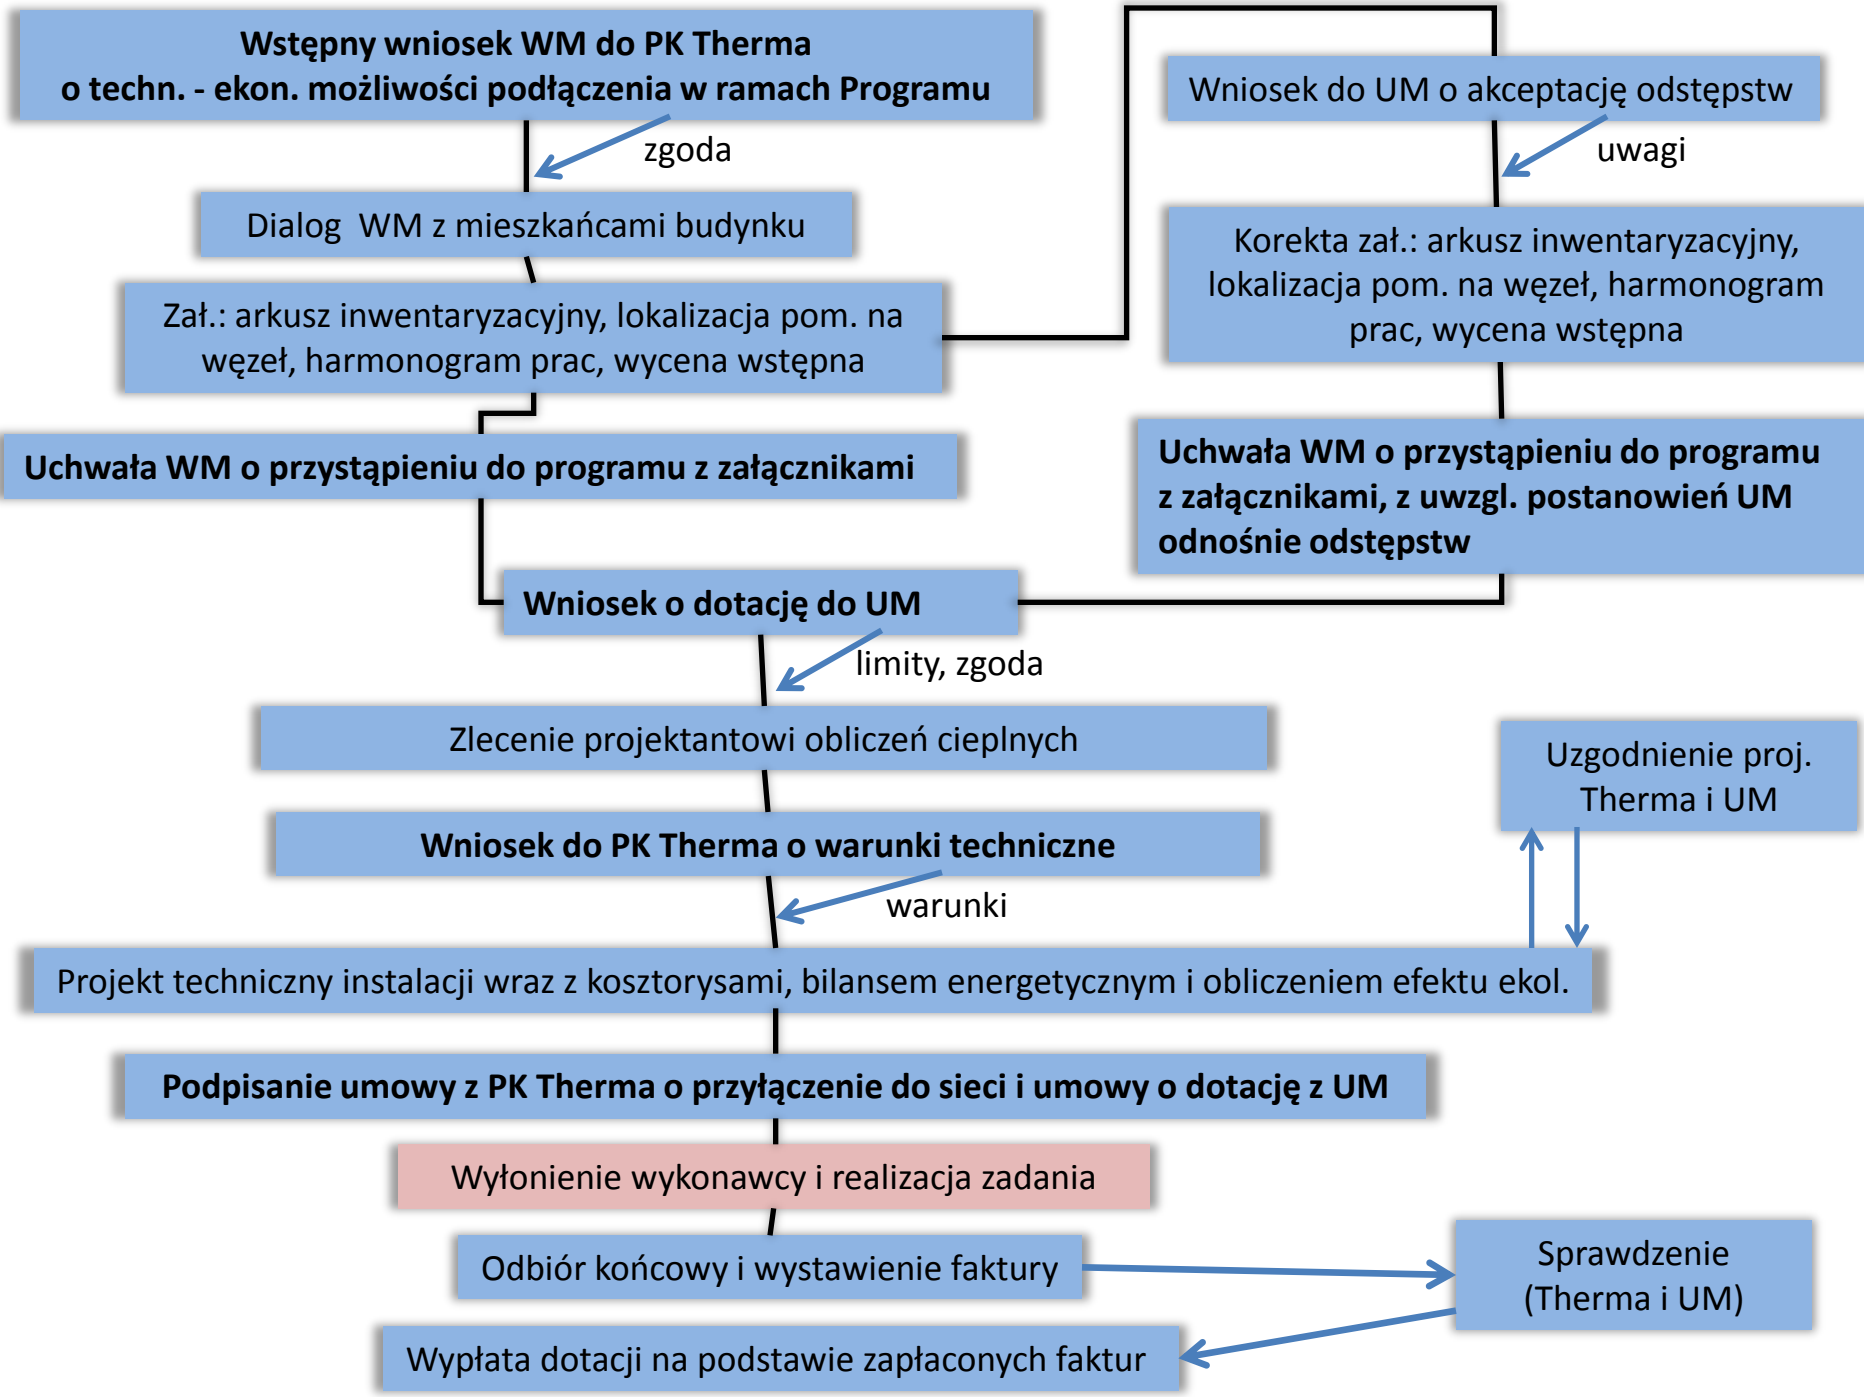 Wstępny wniosek WM do PK Therma
o techn. - ekon. możliwości podłączenia w ramach Programu
zgoda
Dialog WM z mieszkańcami budynku
Zał.: arkusz inwentaryzacyjny, lokalizacja pom. na
węzeł, harmonogram prac, wycena wstępna
Uchwała WM o przystąpieniu do programu z załącznikami
Wniosek do UM o akceptację odstępstw
uwagi
Korekta zał.: arkusz inwentaryzacyjny,
lokalizacja pom. na węzeł, harmonogram
prac, wycena wstępna
Uchwała WM o przystąpieniu do programu
z załącznikami, z uwzgl. postanowień UM
odnośnie odstępstw
Wniosek o dotację do UM
limity, zgoda
Zlecenie projektantowi obliczeń cieplnych
Wniosek do PK Therma o warunki techniczne
warunki
Uzgodnienie proj.
Therma i UM
Projekt techniczny instalacji wraz z kosztorysami, bilansem energetycznym i obliczeniem efektu ekol.
Podpisanie umowy z PK Therma o przyłączenie do sieci i umowy o dotację z UM
Wyłonienie wykonawcy i realizacja zadania
Odbiór końcowy i wystawienie faktury
Sprawdzenie
(Therma i UM)
Wypłata dotacji na podstawie zapłaconych faktur